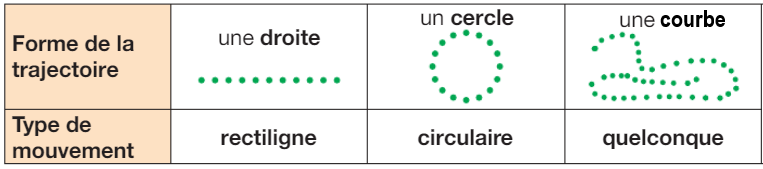 Forme de la
trajectoire
une droite
un cercle
une courbe
Type de
mouvement
rectiligne
circulaire
quelconque